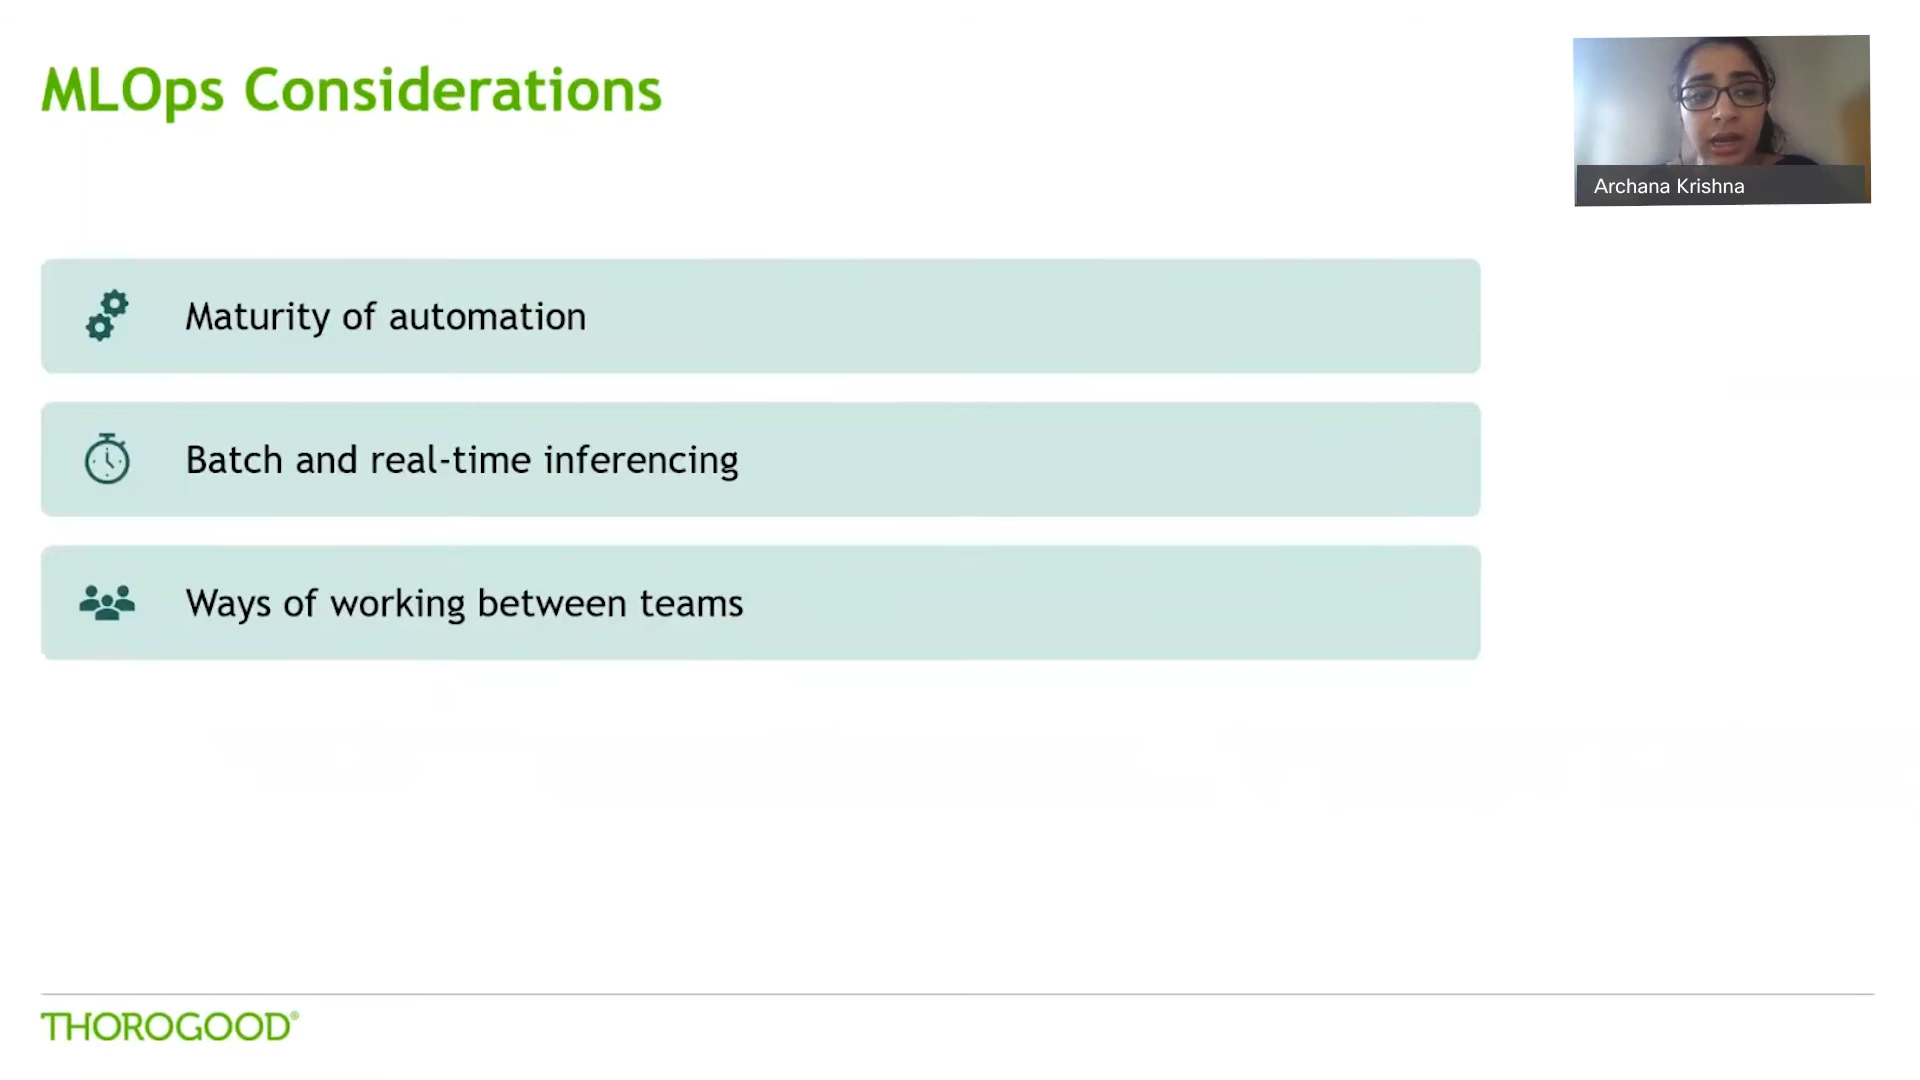 MLOps Considerations
Archana Krishna
Maturity of automation
Batch and real-time inferencing
Ways of working between teams
THOROGOOD®